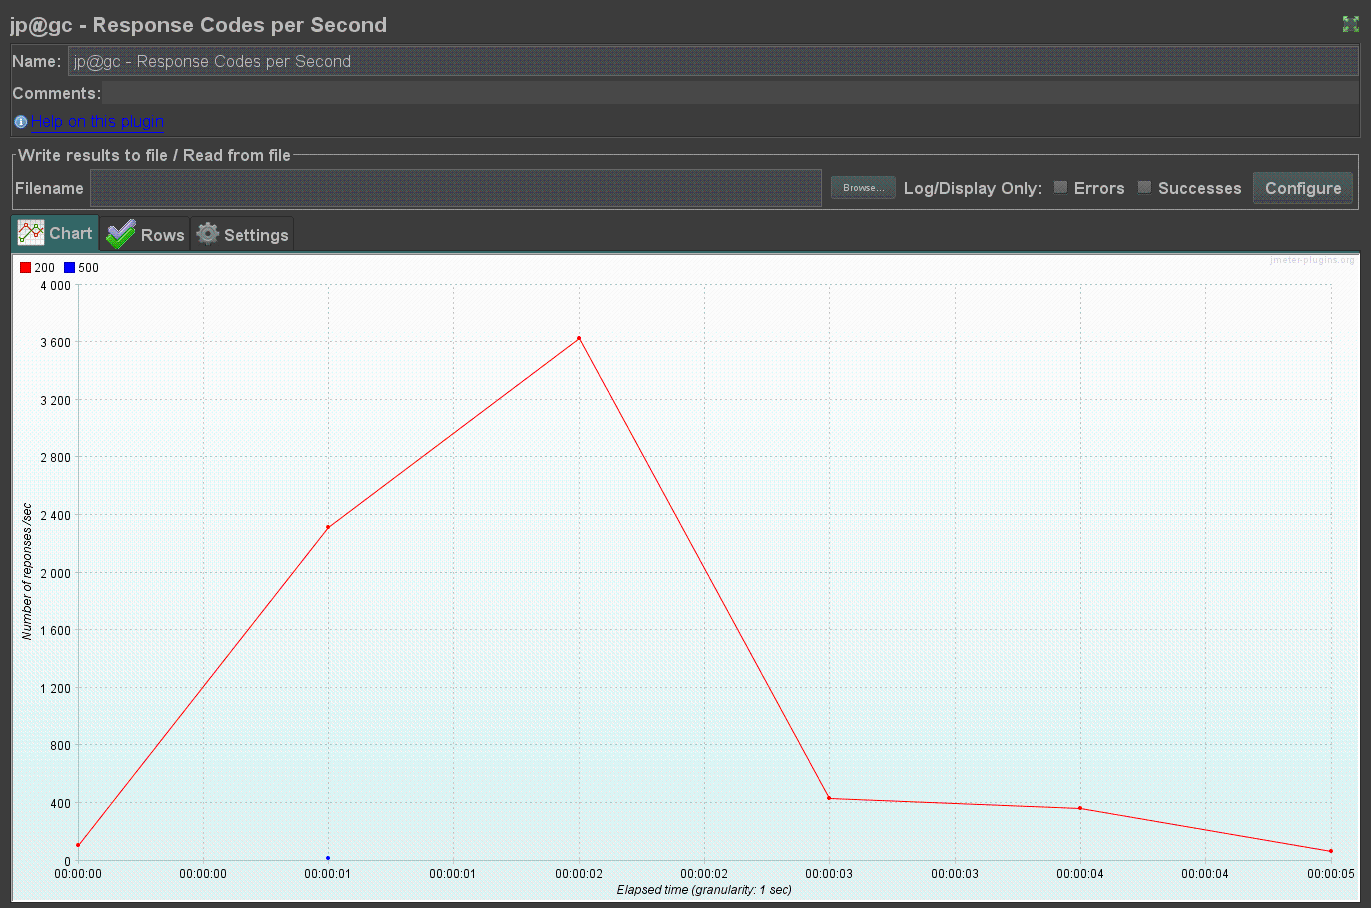 jp@gc - Response Codes per Second
Name: jp@gc - Response Codes per Second
Comments:
Help on this plugin
Write results to file / Read from file
Filename Browse... Log/Display Only: Errors Successes Configure
Chart Rows Settings
200 500 jmeter-plugins.org
4 000
3 600
3 200
2 800
2 400
2 000
1 600
1 200
800
400
0
Number of reponses /sec
00:00:00 00:00:00 00:00:01 00:00:01 00:00:02 00:00:02 00:00:03 00:00:03 00:00:04 00:00:04 00:00:05
Elapsed time (granularity: 1 sec)